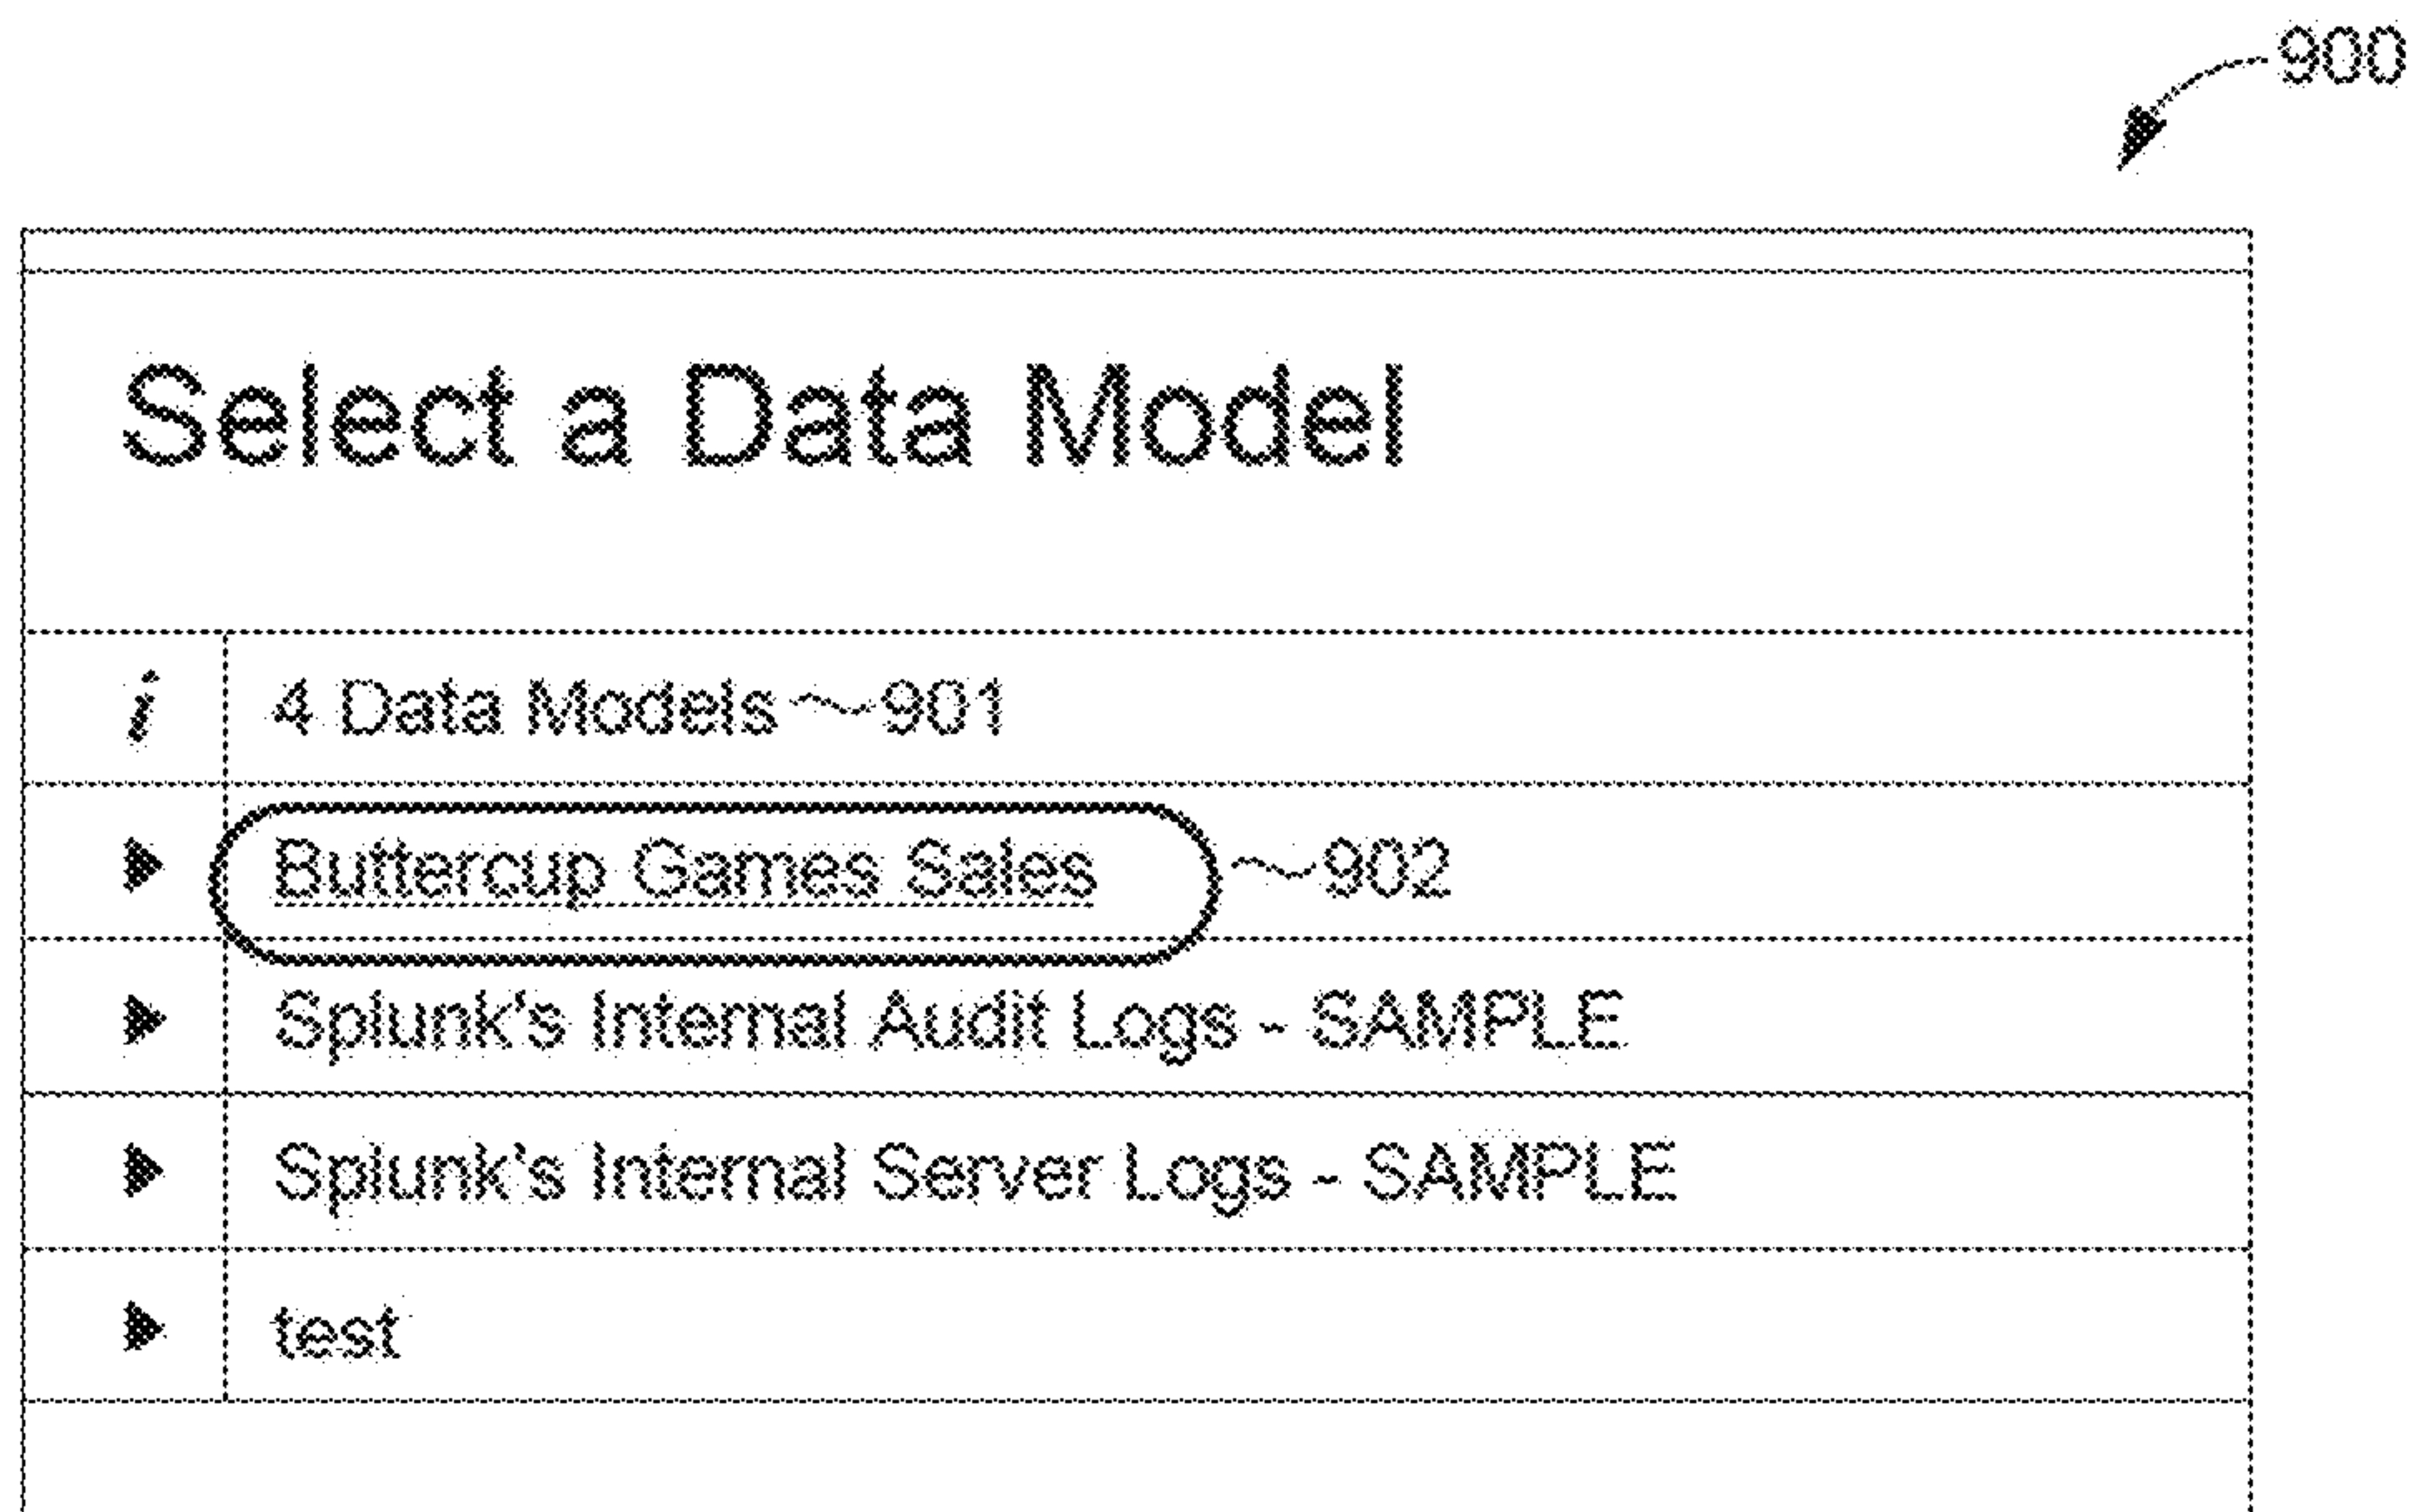 900
Select a Data Model
i 4 Data Models 901
Buttercup Games Sales 902
Splunk's Internal Audit Logs - SAMPLE
Splunk's Internal Server Logs - SAMPLE
test